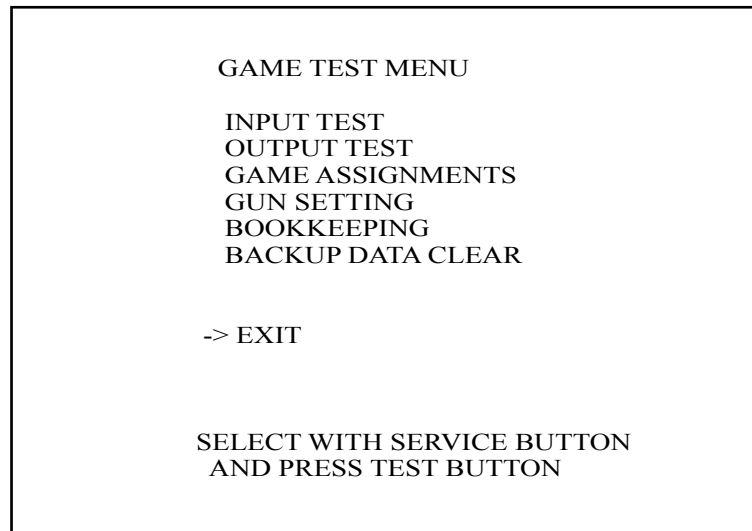 GAME TEST MENU
INPUT TEST
OUTPUT TEST
GAME ASSIGNMENTS
GUN SETTING
BOOKKEEPING
BACKUP DATA CLEAR
-> EXIT
SELECT WITH SERVICE BUTTON
AND PRESS TEST BUTTON